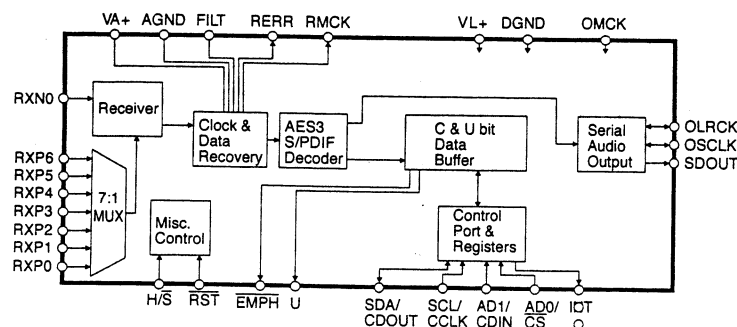 VA+ AGND FILT RERR RMCK VL+ DGND OMCK
RXN0
Receiver
Clock &
Data
Recovery
AES3
S/PDIF
Decoder
C & U bit
Data
Buffer
Serial
Audio
Output
OLRCK
OSCLK
SDOUT
RXP6
RXP5
RXP4
RXP3
RXP2
RXP1
RXP0
7:1
MUX
Misc.
Control
Control
Port &
Registers
H/S RST EMPH U
SDA/
CDOUT
SCL/
CCLK
AD1/
CDIN
AD0/
CS